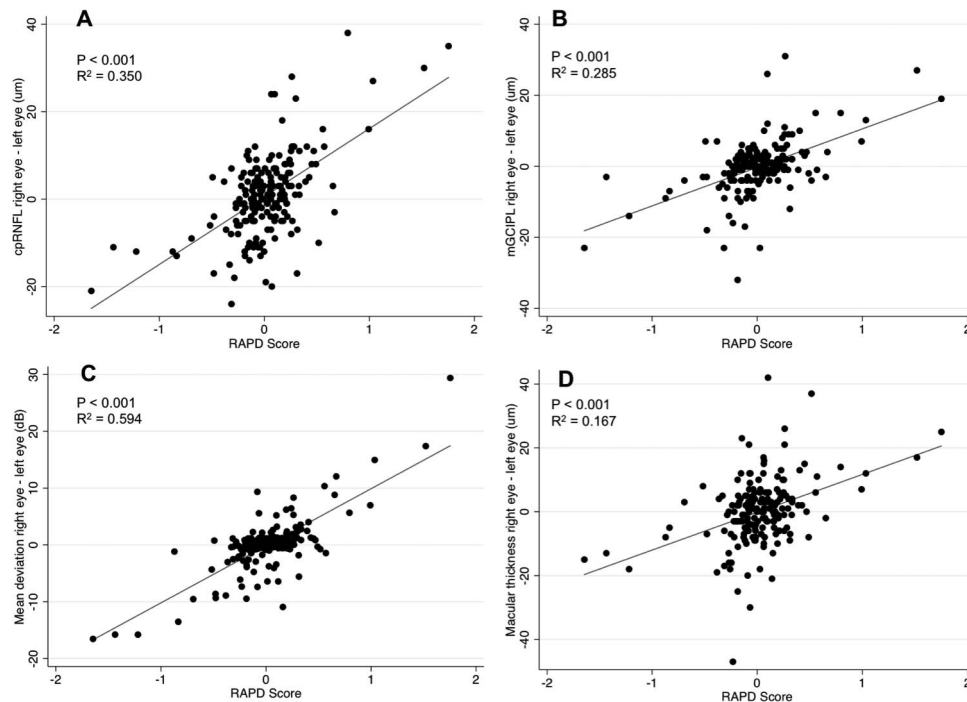 A
P < 0.001
R² = 0.350
cpRNFL right eye - left eye (um)
40
20
0
-20
-2
-1
0
1
2
RAPD Score
B
P < 0.001
R² = 0.285
mGCIPL right eye - left eye (um)
40
20
0
-20
-40
-2
-1
0
1
2
RAPD Score
C
P < 0.001
R² = 0.594
Mean deviation right eye - left eye (dB)
30
20
10
0
-10
-20
-2
-1
0
1
2
RAPD Score
D
P < 0.001
R² = 0.167
Macular thickness right eye - left eye (um)
40
20
0
-20
-40
-2
-1
0
1
2
RAPD Score